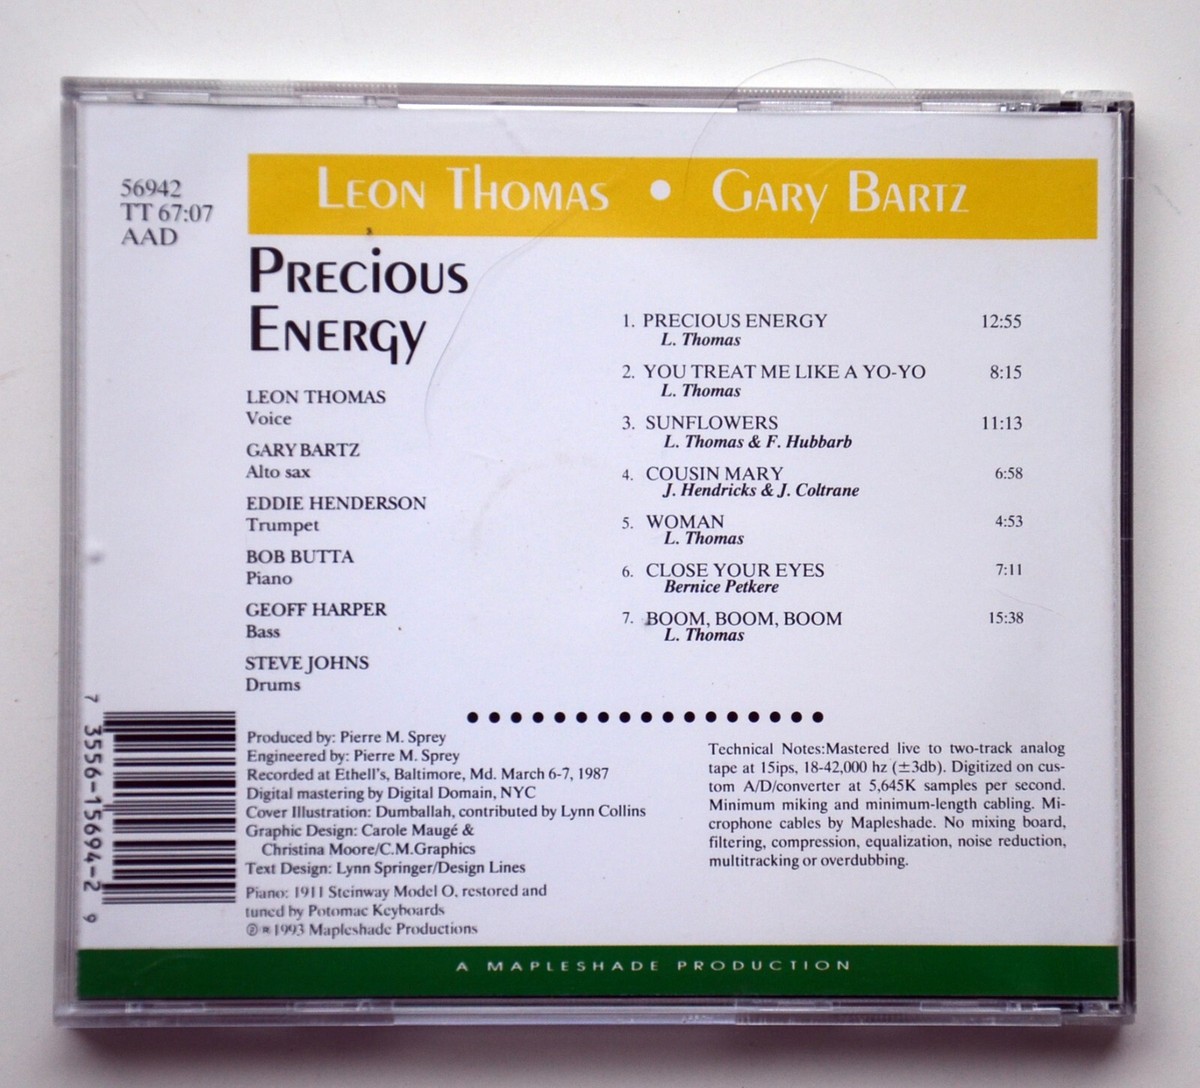 56942
TT 67:07
AAD
LEON THOMAS • GARY BARTZ
PRECIOUS
ENERGY
LEON THOMAS
Voice
GARY BARTZ
Alto sax
EDDIE HENDERSON
Trumpet
BOB BUTTA
Piano
GEOFF HARPER
Bass
STEVE JOHNS
Drums
1. PRECIOUS ENERGY 12:55
L. Thomas
2. YOU TREAT ME LIKE A YO-YO 8:15
L. Thomas
3. SUNFLOWERS 11:13
L. Thomas & F. Hubbarb
4. COUSIN MARY 6:58
J. Hendricks & J. Coltrane
5. WOMAN 4:53
L. Thomas
6. CLOSE YOUR EYES 7:11
Bernice Petkere
7. BOOM, BOOM, BOOM 15:38
L. Thomas
7 35561-5694-2 9
Produced by: Pierre M. Sprey
Engineered by: Pierre M. Sprey
Recorded at Ethell's, Baltimore, Md. March 6-7, 1987
Digital mastering by Digital Domain, NYC
Cover Illustration: Dumballah, contributed by Lynn Collins
Graphic Design: Carole Maugé &
Christina Moore/C.M.Graphics
Text Design: Lynn Springer/Design Lines
Piano: 1911 Steinway Model O, restored and
tuned by Potomac Keyboards
℗ 1993 Mapleshade Productions
Technical Notes:Mastered live to two-track analog
tape at 15ips, 18-42,000 hz (±3db). Digitized on cus-
tom A/D/converter at 5,645K samples per second.
Minimum miking and minimum-length cabling. Mi-
crophone cables by Mapleshade. No mixing board,
filtering, compression, equalization, noise reduction,
multitracking or overdubbing.
A MAPLESHADE PRODUCTION